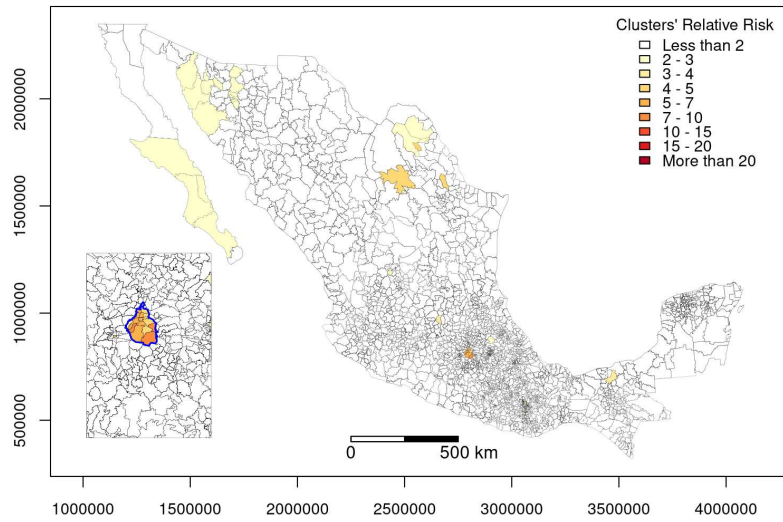 Clusters' Relative Risk
Less than 2
2 - 3
3 - 4
4 - 5
5 - 7
7 - 10
10 - 15
15 - 20
More than 20
2000000
1500000
1000000
500000
0 500 km
1000000 1500000 2000000 2500000 3000000 3500000 4000000